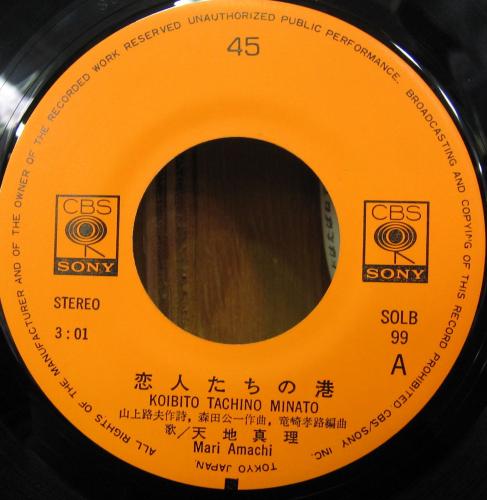 ALL RIGHTS OF THE MANUFACTURER AND OF THE OWNER OF THE RECORDED WORK RESERVED UNAUTHORIZED PUBLIC PERFORMANCE. BROADCASTING AND COPYING OF THIS RECORD PROHIBITED CBS/SONY INC. TOKYO JAPAN.
45
CBS
SONY
CBS
SONY
STEREO
3:01
SOLB
99
A
恋人たちの港
KOIBITO TACHINO MINATO
山上路夫作詩，森田公一作曲，竜崎孝路編曲
歌／天地真理
Mari Amachi